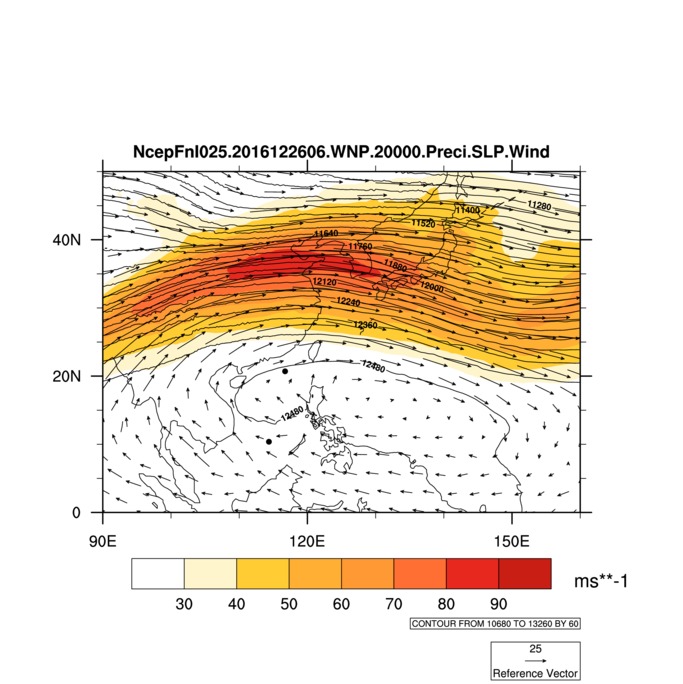 NcepFnl025.2016122606.WNP.20000.Preci.SLP.Wind
11280
11400
11520
11640
11760
11880
12000
12120
12240
12360
12480
12480
40N
20N
0
90E 120E 150E
30 40 50 60 70 80 90
ms**-1
CONTOUR FROM 10680 TO 13260 BY 60
25
Reference Vector